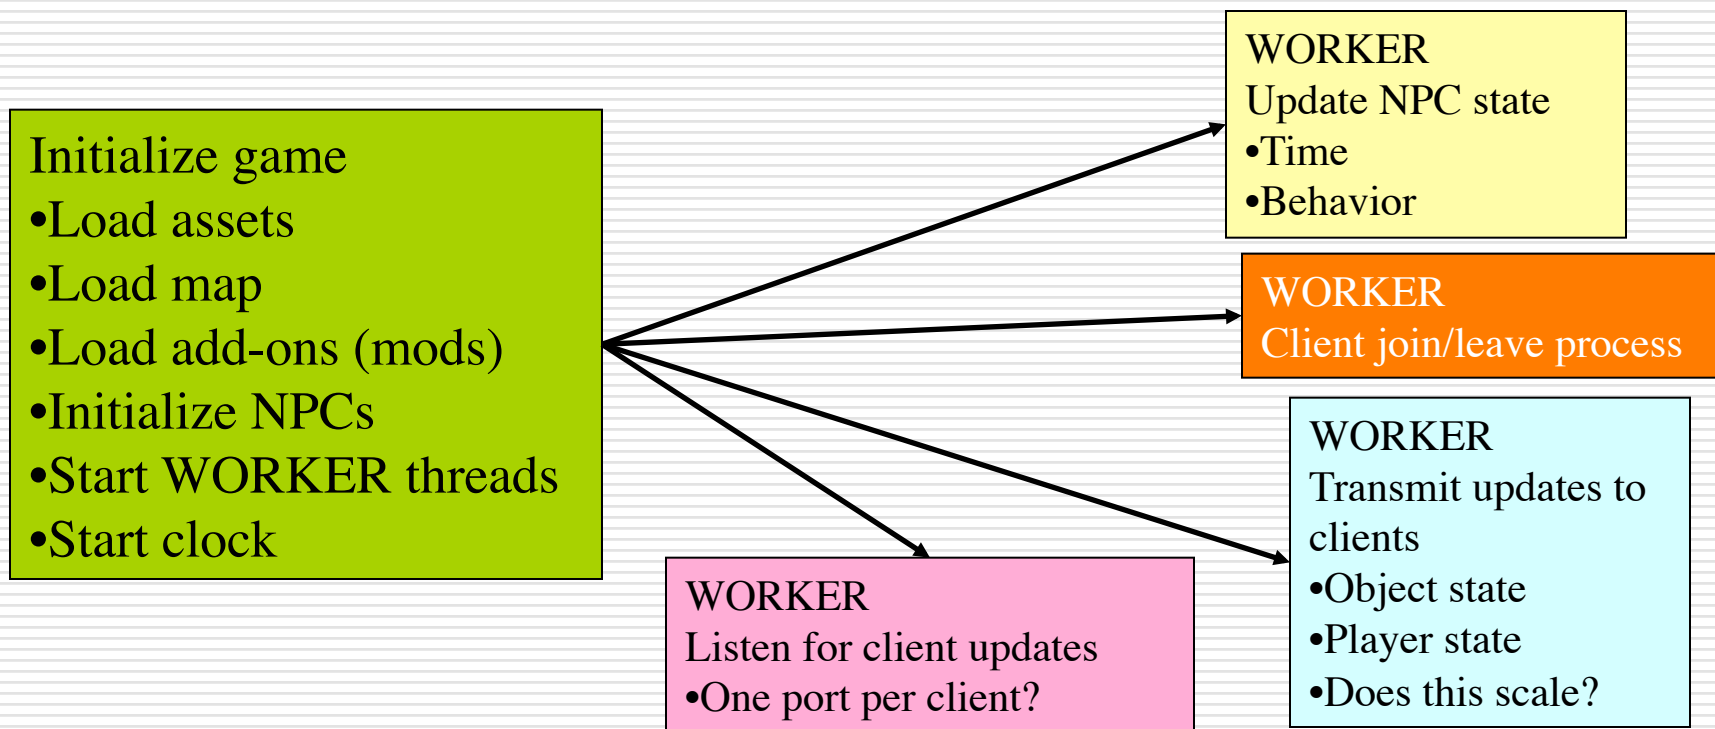 Initialize game
•Load assets
•Load map
•Load add-ons (mods)
•Initialize NPCs
•Start WORKER threads
•Start clock
WORKER
Update NPC state
•Time
•Behavior
WORKER
Client join/leave process
WORKER
Transmit updates to
clients
•Object state
•Player state
•Does this scale?
WORKER
Listen for client updates
•One port per client?